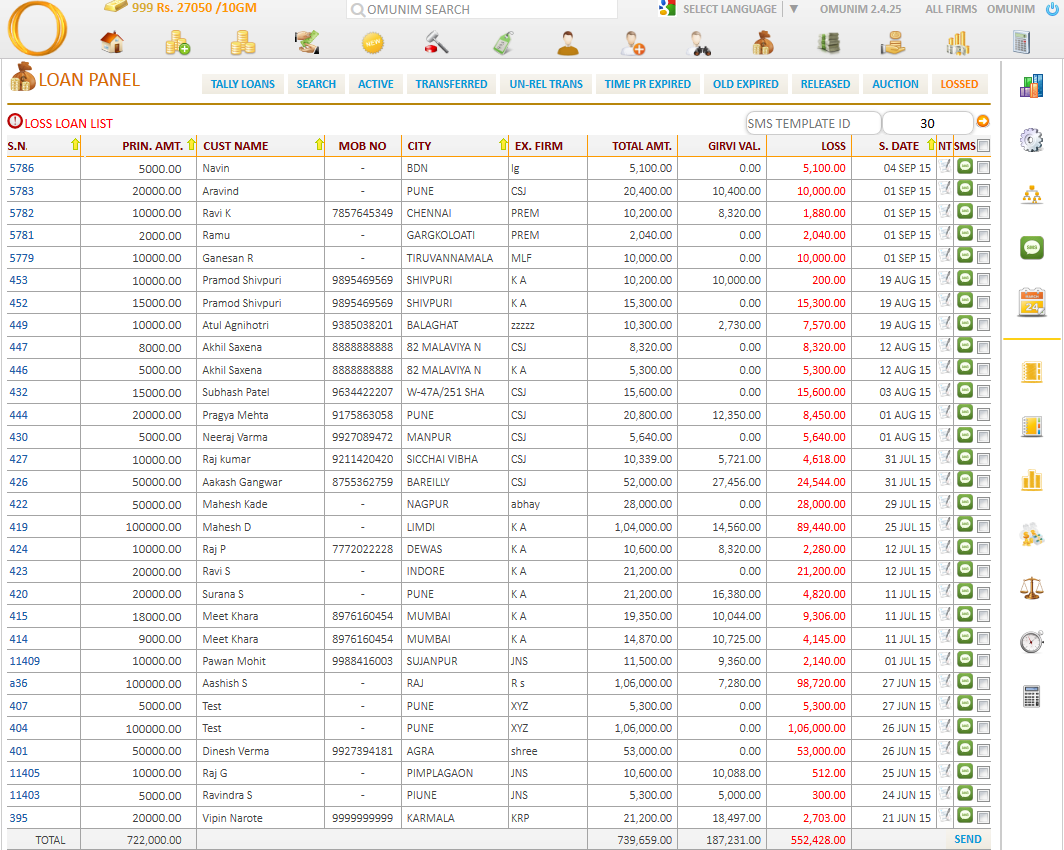 999 Rs. 27050 /10GM OMUNIM SEARCH SELECT LANGUAGE ▼ OMUNIM 2.4.25 ALL FIRMS OMUNIM
LOAN PANEL TALLY LOANS SEARCH ACTIVE TRANSFERRED UN-REL TRANS TIME PR EXPIRED OLD EXPIRED RELEASED AUCTION LOSSED
LOSS LOAN LIST SMS TEMPLATE ID 30
S.N. PRIN. AMT. CUST NAME MOB NO CITY EX. FIRM TOTAL AMT. GIRVI VAL. LOSS S. DATE NT SMS
5786 5000.00 Navin - BDN lg 5,100.00 0.00 5,100.00 04 SEP 15
5783 20000.00 Aravind - PUNE CSJ 20,400.00 10,400.00 10,000.00 01 SEP 15
5782 10000.00 Ravi K 7857645349 CHENNAI PREM 10,200.00 8,320.00 1,880.00 01 SEP 15
5781 2000.00 Ramu - GARGKOLOATI PREM 2,040.00 0.00 2,040.00 01 SEP 15
5779 10000.00 Ganesan R - TIRUVANNAMALA MLF 10,000.00 0.00 10,000.00 01 SEP 15
453 10000.00 Pramod Shivpuri 9895469569 SHIVPURI K A 10,200.00 10,000.00 200.00 19 AUG 15
452 15000.00 Pramod Shivpuri 9895469569 SHIVPURI K A 15,300.00 0.00 15,300.00 19 AUG 15
449 10000.00 Atul Agnihotri 9385038201 BALAGHAT zzzzz 10,300.00 2,730.00 7,570.00 19 AUG 15
447 8000.00 Akhil Saxena 8888888888 82 MALAVIYA N CSJ 8,320.00 0.00 8,320.00 12 AUG 15
446 5000.00 Akhil Saxena 8888888888 82 MALAVIYA N K A 5,300.00 0.00 5,300.00 12 AUG 15
432 15000.00 Subhash Patel 9634422207 W-47A/251 SHA CSJ 15,600.00 0.00 15,600.00 03 AUG 15
444 20000.00 Pragya Mehta 9175863058 PUNE CSJ 20,800.00 12,350.00 8,450.00 01 AUG 15
430 5000.00 Neeraj Varma 9927089472 MANPUR CSJ 5,640.00 0.00 5,640.00 01 AUG 15
427 10000.00 Raj kumar 9211420420 SICCHAI VIBHA CSJ 10,339.00 5,721.00 4,618.00 31 JUL 15
426 50000.00 Aakash Gangwar 8755362759 BAREILLY CSJ 52,000.00 27,456.00 24,544.00 31 JUL 15
422 50000.00 Mahesh Kade - NAGPUR abhay 28,000.00 0.00 28,000.00 29 JUL 15
419 100000.00 Mahesh D - LIMDI K A 1,04,000.00 14,560.00 89,440.00 25 JUL 15
424 10000.00 Raj P 7772022228 DEWAS K A 10,600.00 8,320.00 2,280.00 12 JUL 15
423 20000.00 Ravi S - INDORE K A 21,200.00 0.00 21,200.00 12 JUL 15
420 20000.00 Surana S - PUNE K A 21,200.00 16,380.00 4,820.00 11 JUL 15
415 18000.00 Meet Khara 8976160454 MUMBAI K A 19,350.00 10,044.00 9,306.00 11 JUL 15
414 9000.00 Meet Khara 8976160454 MUMBAI K A 14,870.00 10,725.00 4,145.00 11 JUL 15
11409 10000.00 Pawan Mohit 9988416003 SUJANPUR JNS 11,500.00 9,360.00 2,140.00 01 JUL 15
a36 100000.00 Aashish S - RAJ R s 1,06,000.00 7,280.00 98,720.00 27 JUN 15
407 5000.00 Test - PUNE XYZ 5,300.00 0.00 5,300.00 27 JUN 15
404 100000.00 Test - PUNE XYZ 1,06,000.00 0.00 1,06,000.00 26 JUN 15
401 50000.00 Dinesh Verma 9927394181 AGRA shree 53,000.00 0.00 53,000.00 26 JUN 15
11405 10000.00 Raj G - PIMPLAGAON JNS 10,600.00 10,088.00 512.00 25 JUN 15
11403 5000.00 Ravindra S - PIUNE JNS 5,300.00 5,000.00 300.00 24 JUN 15
395 20000.00 Vipin Narote 9999999999 KARMALA KRP 21,200.00 18,497.00 2,703.00 21 JUN 15
TOTAL 722,000.00 739,659.00 187,231.00 552,428.00 SEND